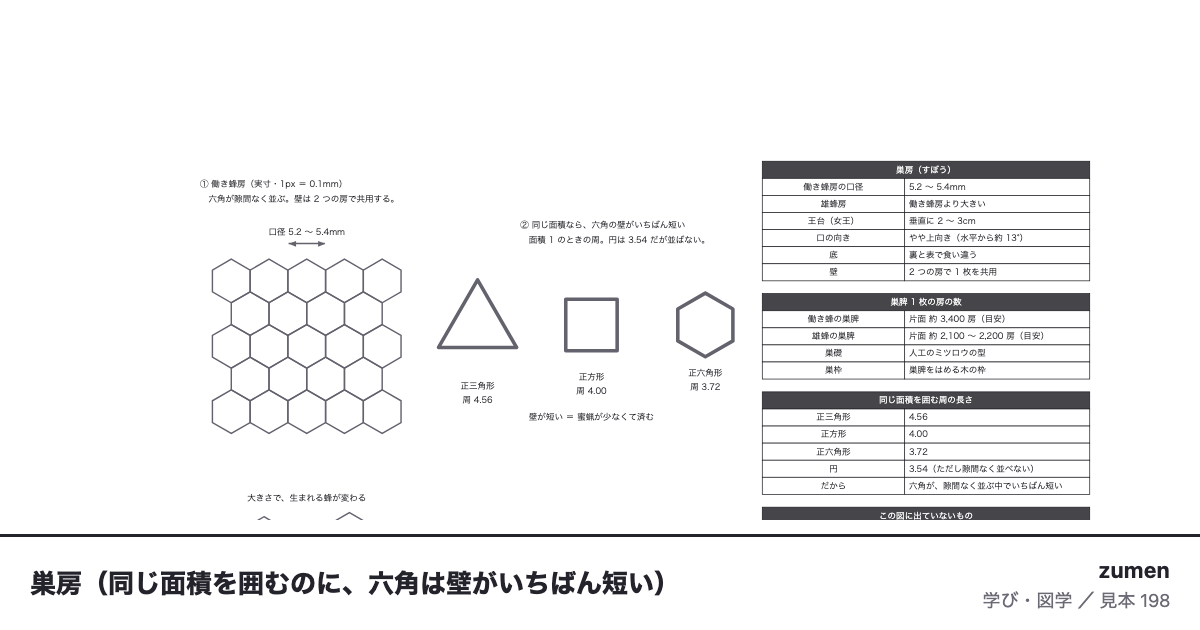 ① 働き蜂房（実寸・1px ＝ 0.1mm）
六角が隙間なく並ぶ。壁は 2 つの房で共用する。
口径 5.2 〜 5.4mm
② 同じ面積なら、六角の壁がいちばん短い
面積 1 のときの周。円は 3.54 だが並ばない。
正三角形
周 4.56
正方形
周 4.00
正六角形
周 3.72
壁が短い ＝ 蜜蝋が少なくて済む
大きさで、生まれる蜂が変わる
巣房（すぼう）
働き蜂房の口径 5.2 〜 5.4mm
雄蜂房 働き蜂房より大きい
王台（女王） 垂直に 2 〜 3cm
口の向き やや上向き（水平から約 13°）
底 裏と表で食い違う
壁 2 つの房で 1 枚を共用
巣脾 1 枚の房の数
働き蜂の巣脾 片面 約 3,400 房（目安）
雄蜂の巣脾 片面 約 2,100 〜 2,200 房（目安）
巣礎 人工のミツロウの型
巣枠 巣脾をはめる木の枠
同じ面積を囲む周の長さ
正三角形 4.56
正方形 4.00
正六角形 3.72
円 3.54（ただし隙間なく並べない）
だから 六角が、隙間なく並ぶ中でいちばん短い
この図に出ていないもの
巣房（同じ面積を囲むのに、六角は壁がいちばん短い）
zumen
学び・図学 ／ 見本 198